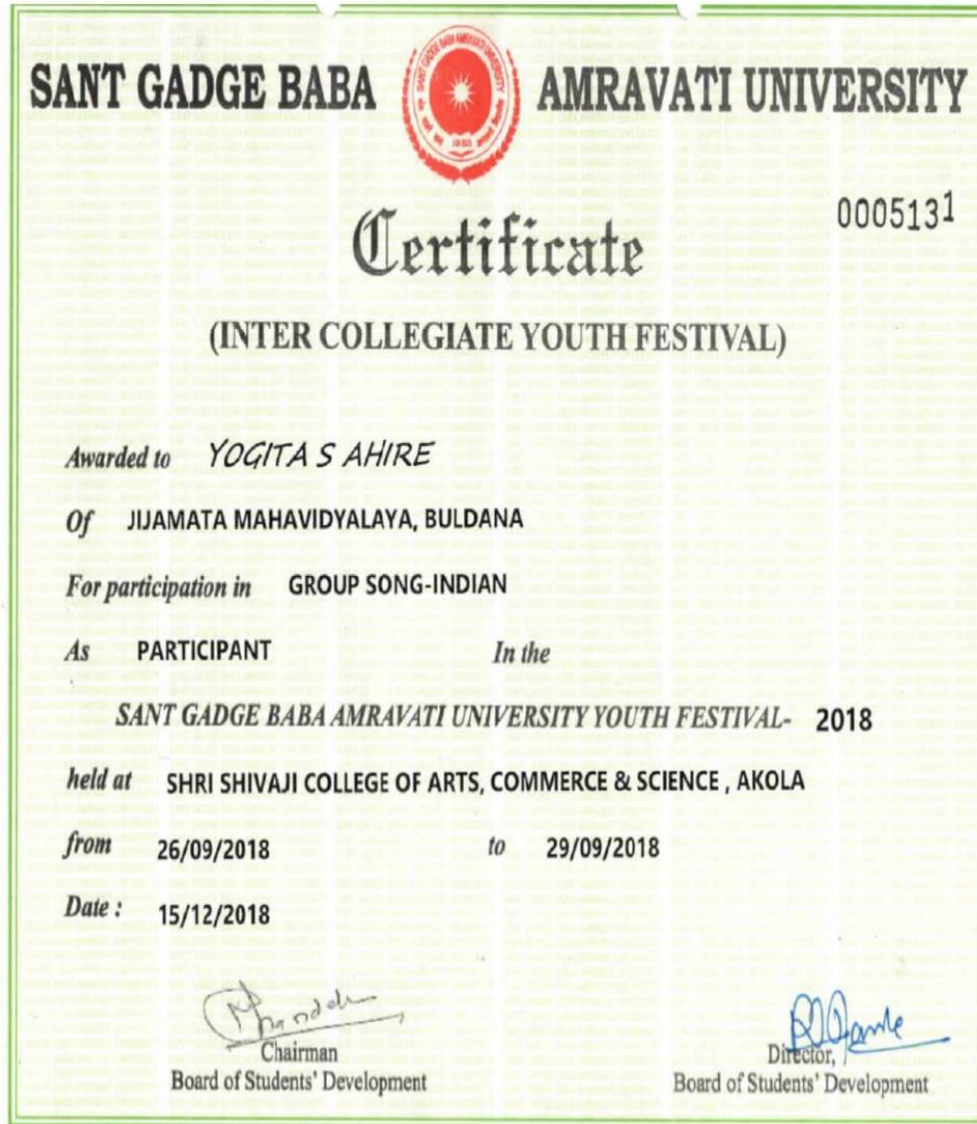 SANT GADGE BABA AMRAVATI UNIVERSITY
0005131
Certificate
(INTER COLLEGIATE YOUTH FESTIVAL)
Awarded to YOGITA S AHIRE
Of JIJAMATA MAHAVIDYALAYA, BULDANA
For participation in GROUP SONG-INDIAN
As PARTICIPANT In the
SANT GADGE BABA AMRAVATI UNIVERSITY YOUTH FESTIVAL- 2018
held at SHRI SHIVAJI COLLEGE OF ARTS, COMMERCE & SCIENCE , AKOLA
from 26/09/2018 to 29/09/2018
Date : 15/12/2018
Chairman Director,
Board of Students' Development Board of Students' Development